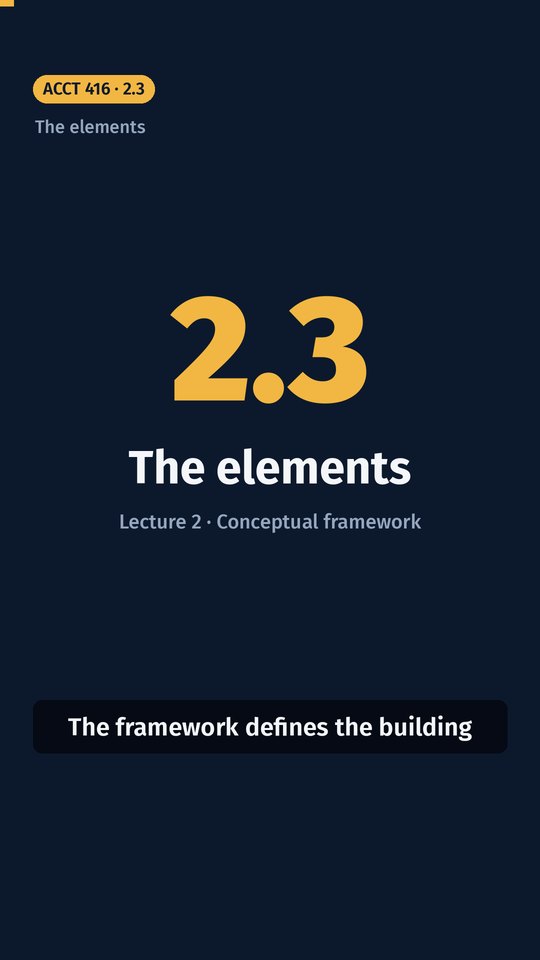 ACCT 416 · 2.3
The elements
2.3
The elements
Lecture 2 · Conceptual framework
The framework defines the building